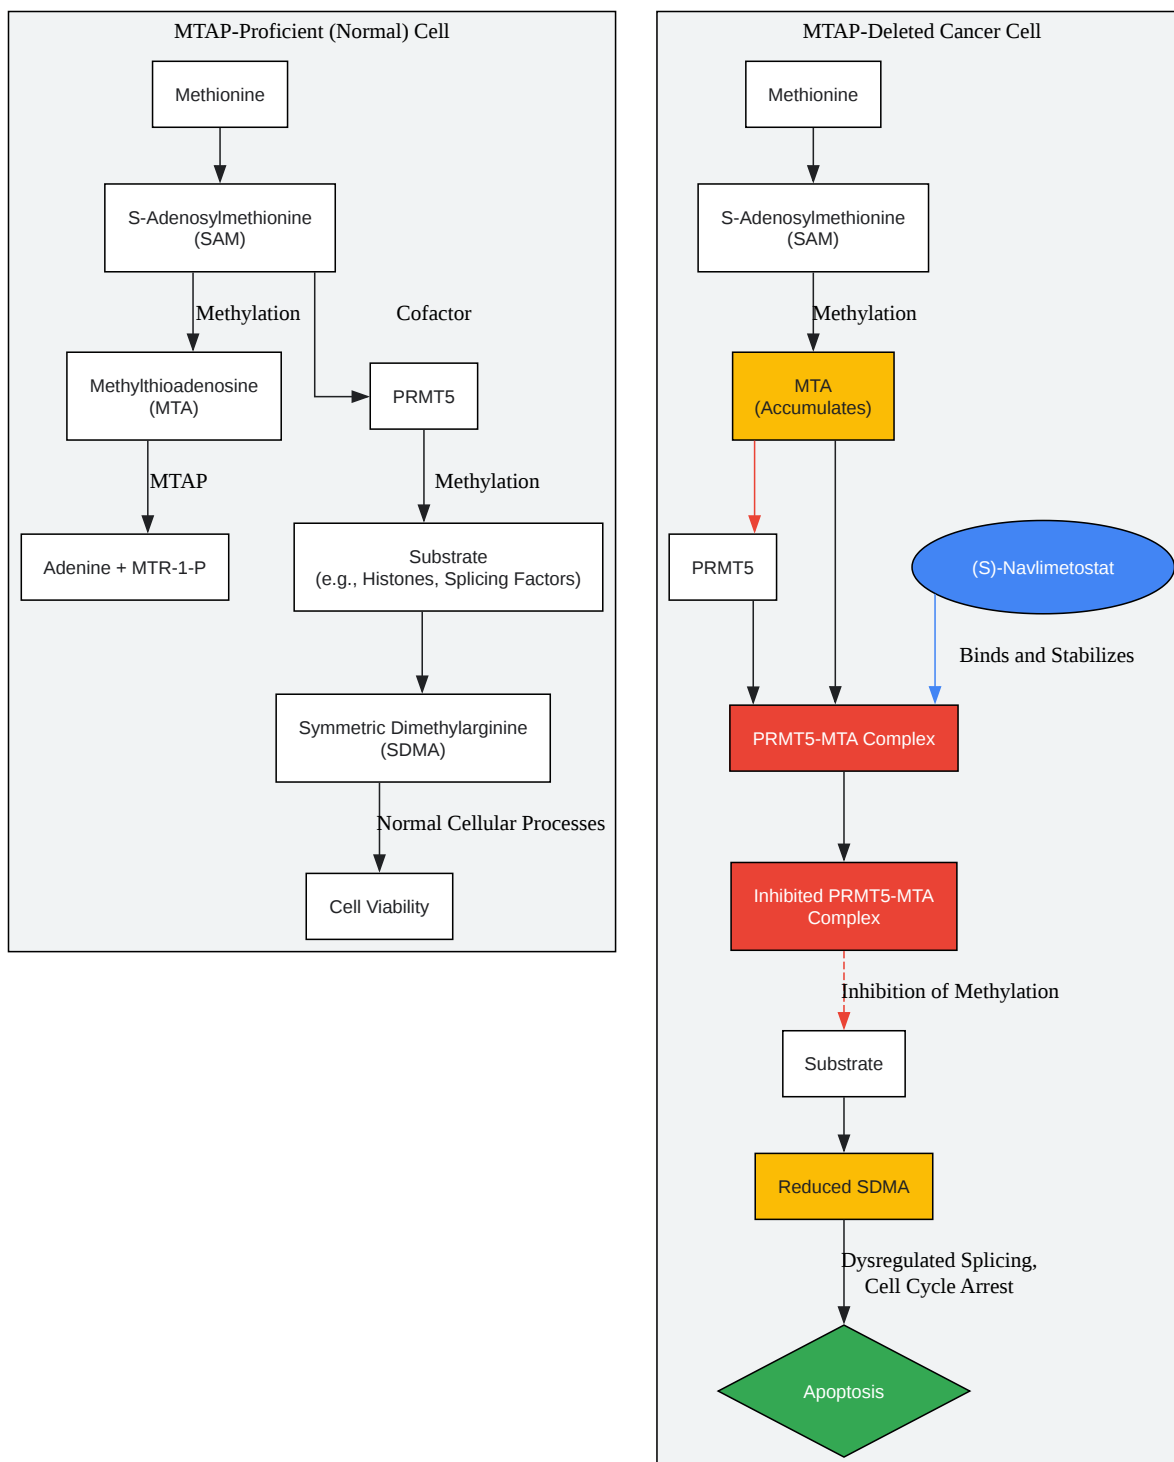 MTAP-Proficient (Normal) Cell
Methionine
S-Adenosylmethionine
(SAM)
Methylation
Cofactor
Methylthioadenosine
(MTA)
PRMT5
MTAP
Methylation
Adenine + MTR-1-P
Substrate
(e.g., Histones, Splicing Factors)
Symmetric Dimethylarginine
(SDMA)
Normal Cellular Processes
Cell Viability
MTAP-Deleted Cancer Cell
Methionine
S-Adenosylmethionine
(SAM)
Methylation
MTA
(Accumulates)
PRMT5
(S)-Navlimetostat
Binds and Stabilizes
PRMT5-MTA Complex
Inhibited PRMT5-MTA
Complex
Inhibition of Methylation
Substrate
Reduced SDMA
Dysregulated Splicing,
Cell Cycle Arrest
Apoptosis